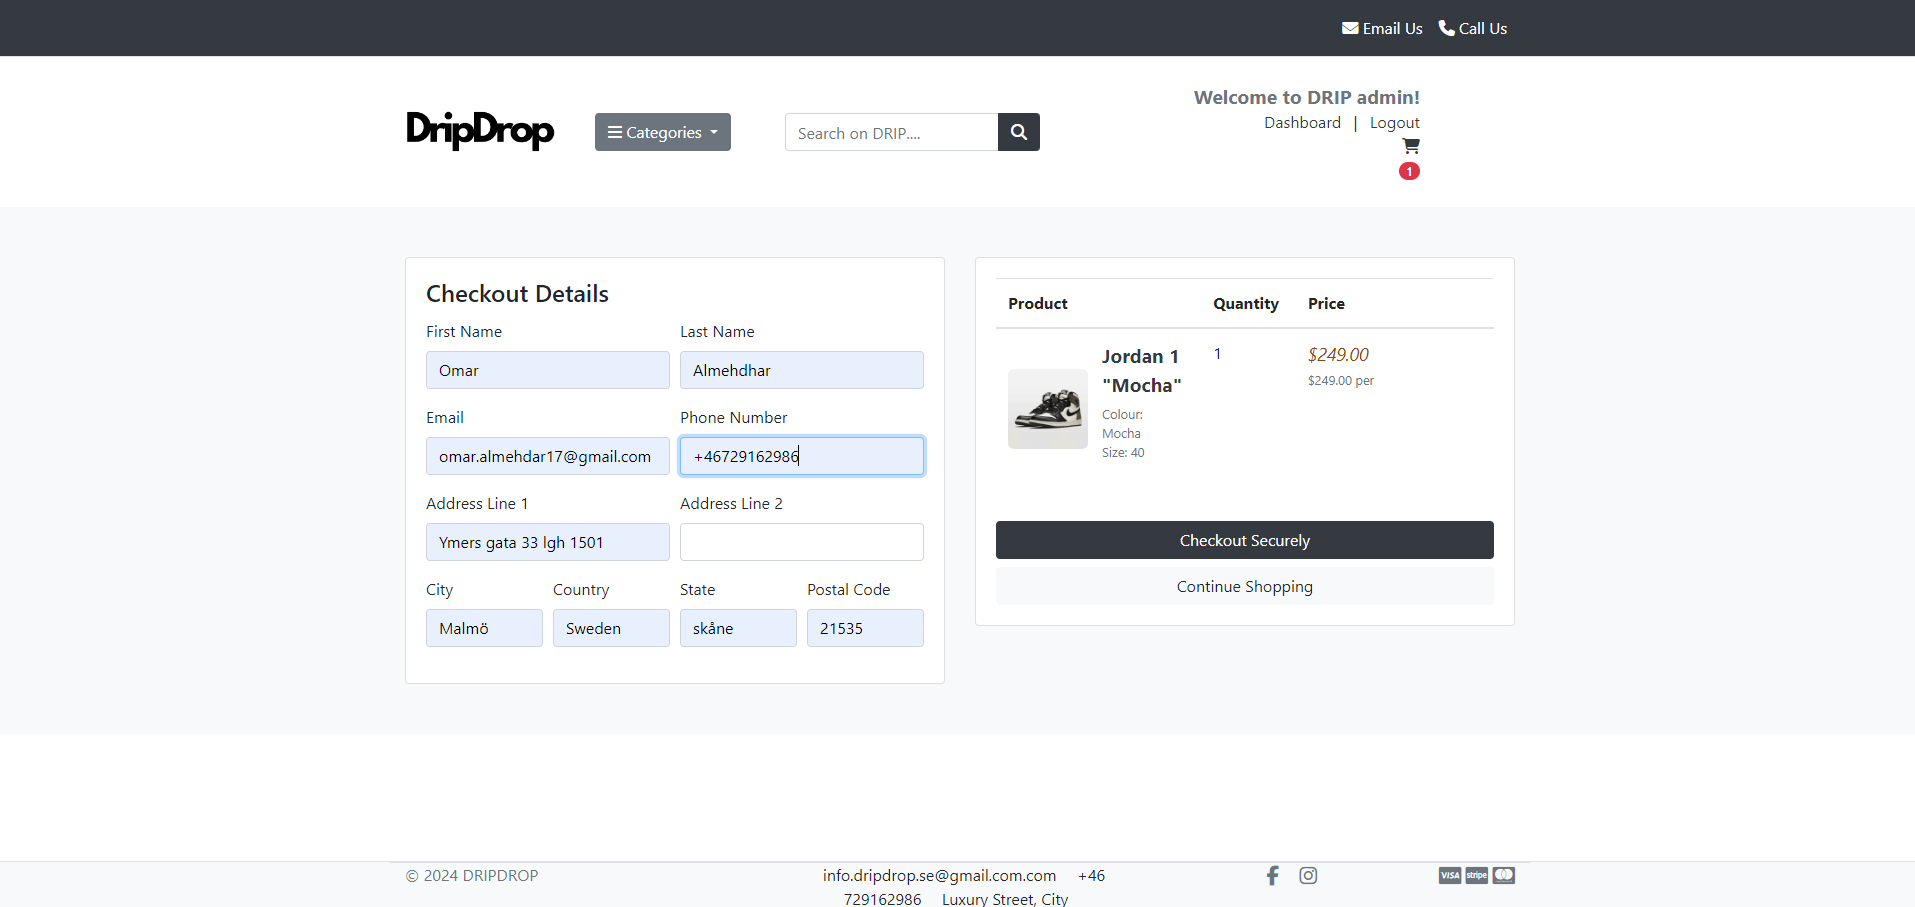 Email Us Call Us
Welcome to DRIP admin!
DripDrop Categories Search on DRIP.... Dashboard | Logout
1
Checkout Details
First Name Last Name
Omar Almehdhar
Email Phone Number
omar.almehdar17@gmail.com +46729162986
Address Line 1 Address Line 2
Ymers gata 33 lgh 1501
City Country State Postal Code
Malmö Sweden skåne 21535
Product Quantity Price
Jordan 1 1 $249.00
"Mocha" $249.00 per
Colour:
Mocha
Size: 40
Checkout Securely
Continue Shopping
© 2024 DRIPDROP info.dripdrop.se@gmail.com.com +46 VISA stripe
729162986 Luxury Street, City